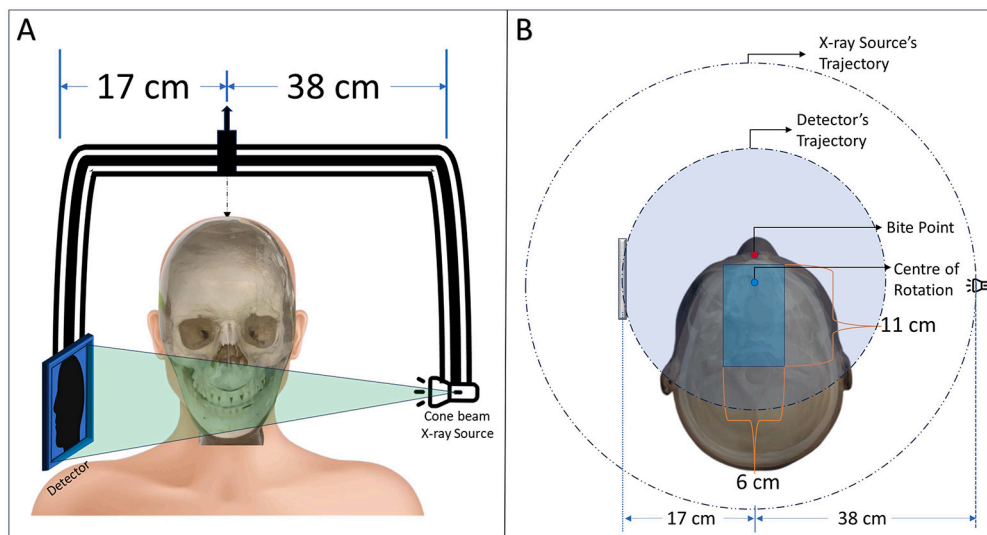 A
17 cm
38 cm
Cone beam
X-ray Source
Detector
B
X-ray Source's
Trajectory
Detector's
Trajectory
Bite Point
Centre of
Rotation
11 cm
6 cm
17 cm
38 cm